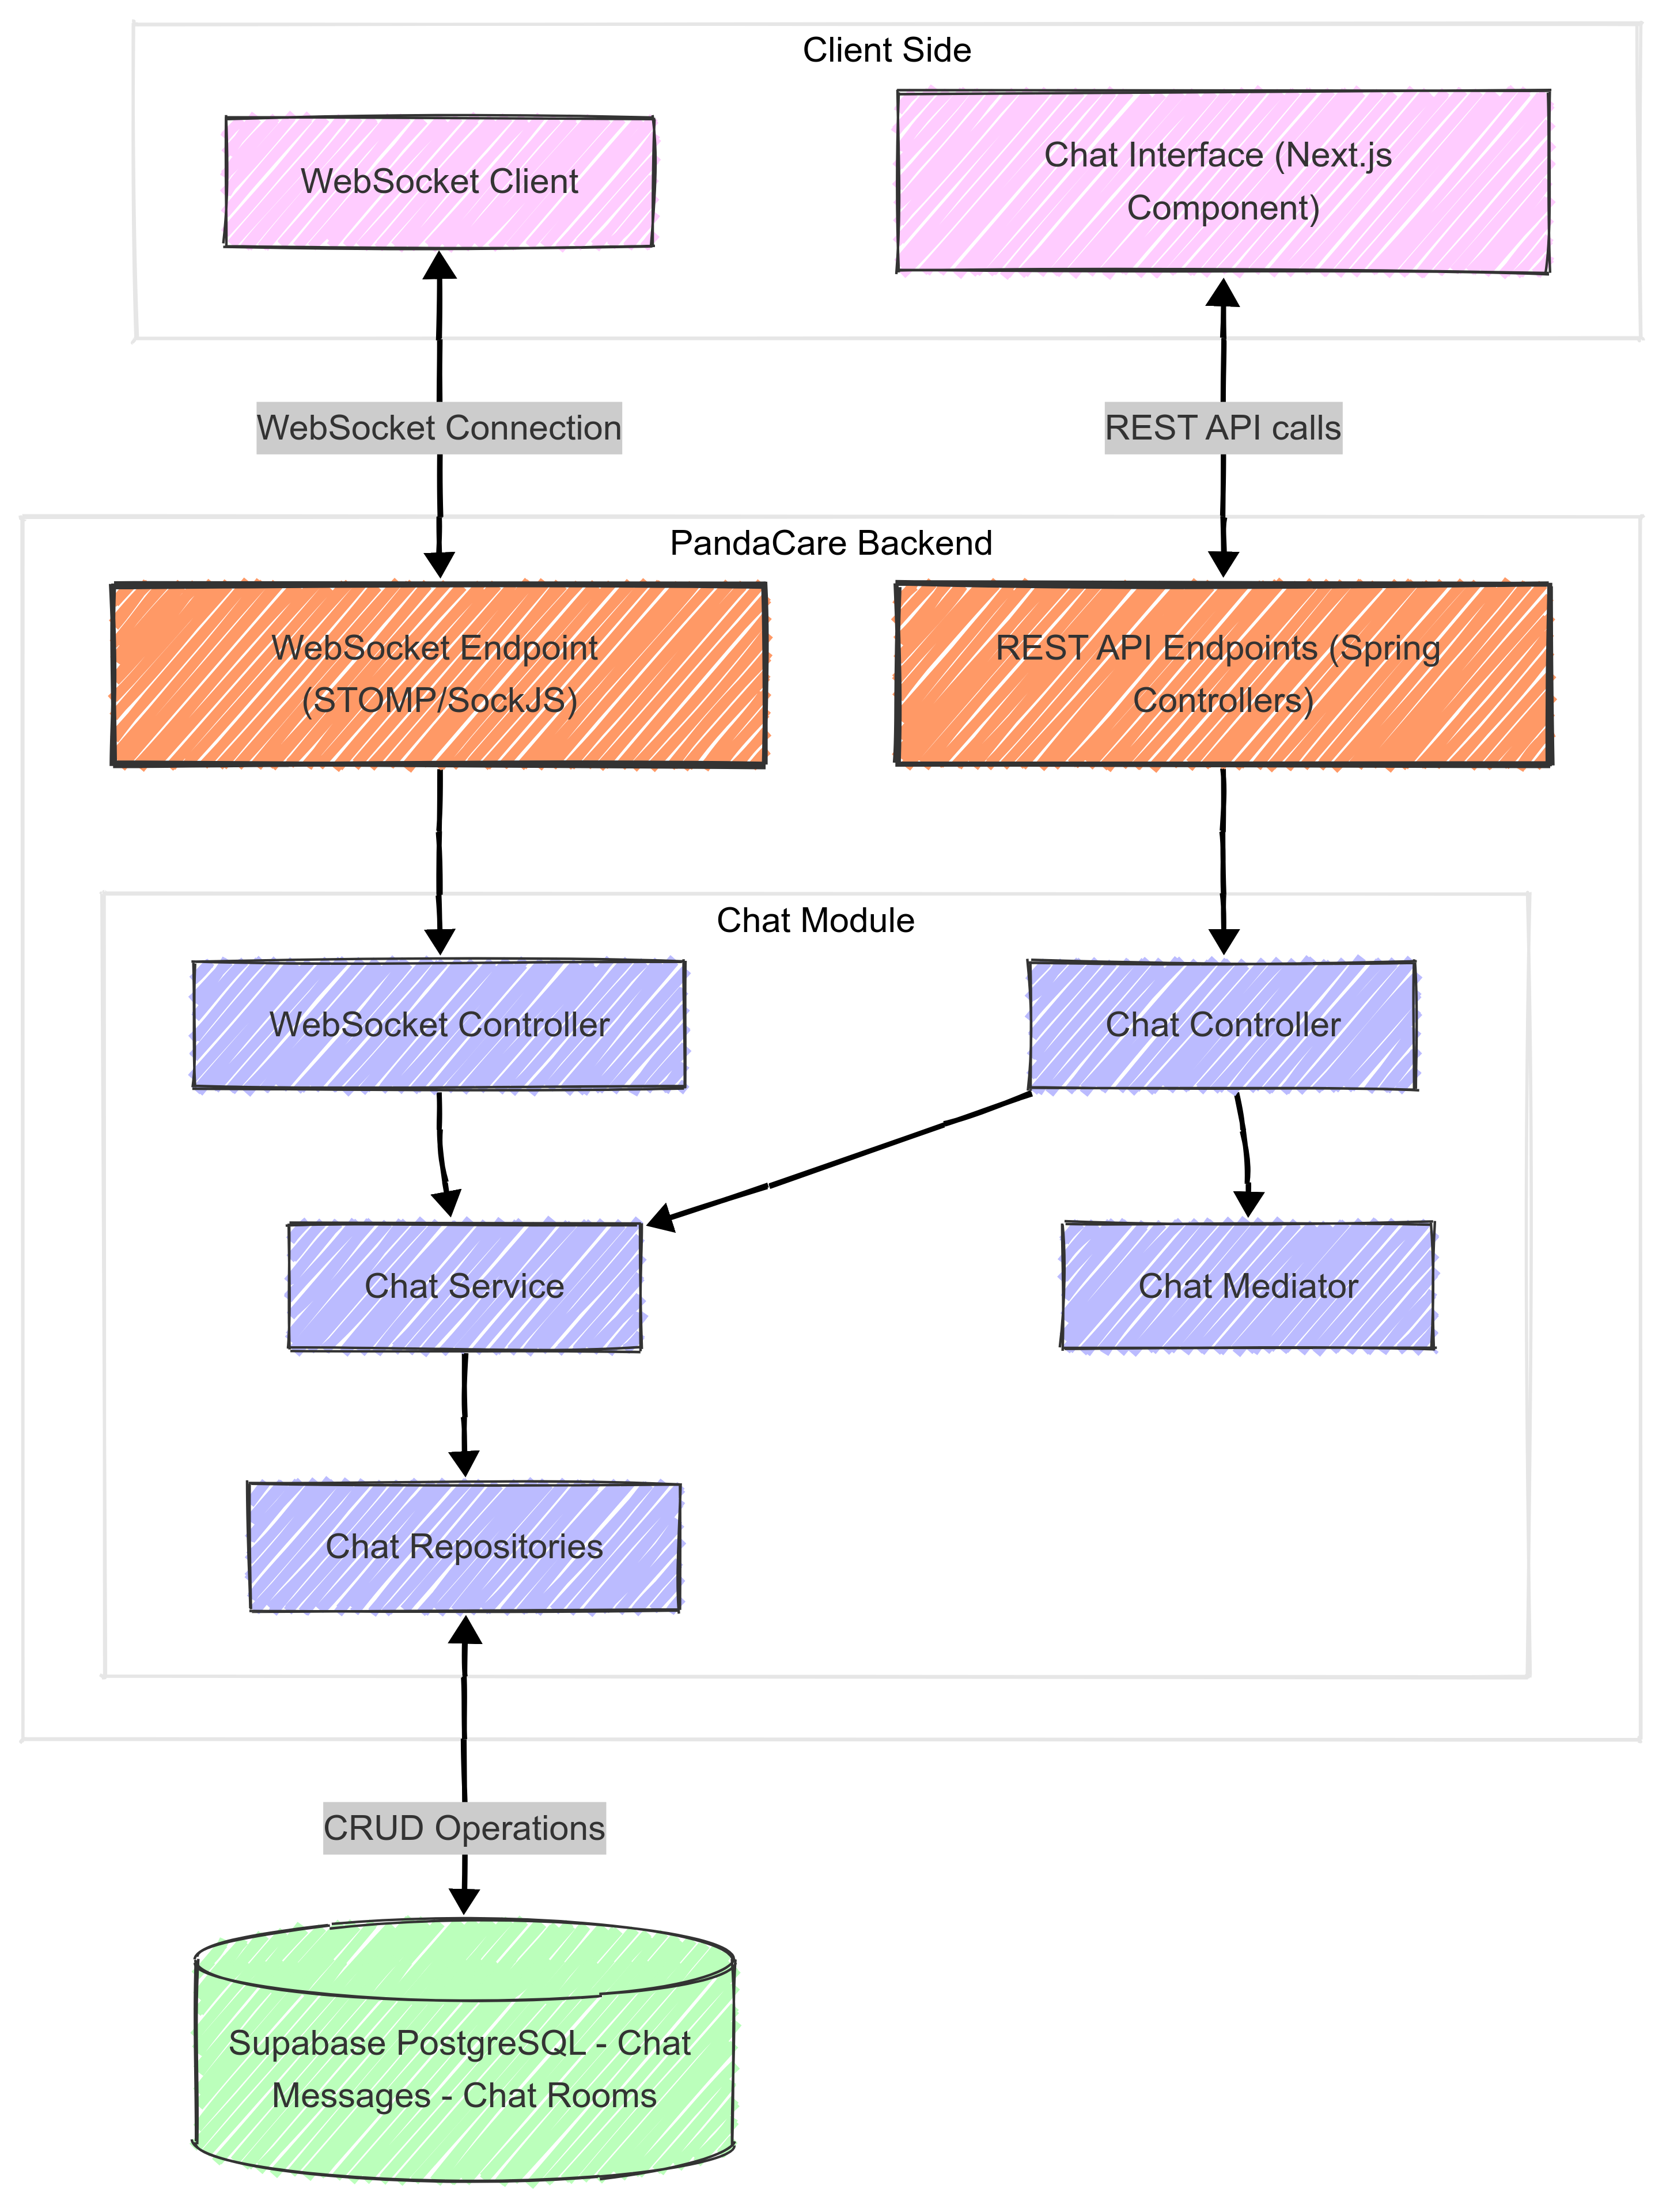 Client Side
WebSocket Client
Chat Interface (Next.js
Component)
WebSocket Connection
REST API calls
PandaCare Backend
WebSocket Endpoint
(STOMP/SockJS)
REST API Endpoints (Spring
Controllers)
Chat Module
WebSocket Controller
Chat Controller
Chat Service
Chat Mediator
Chat Repositories
CRUD Operations
Supabase PostgreSQL - Chat
Messages - Chat Rooms